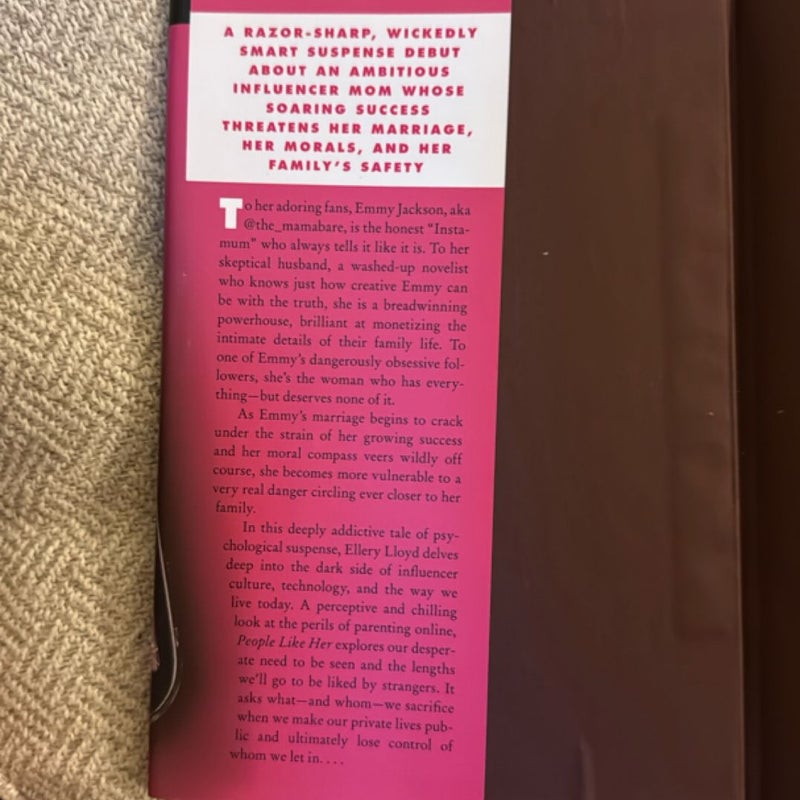 A RAZOR-SHARP, WICKEDLY
SMART SUSPENSE DEBUT
ABOUT AN AMBITIOUS
INFLUENCER MOM WHOSE
SOARING SUCCESS
THREATENS HER MARRIAGE,
HER MORALS, AND HER
FAMILY'S SAFETY
To her adoring fans, Emmy Jackson, aka
@the_mamabare, is the honest "Insta-
mum" who always tells it like it is. To her
skeptical husband, a washed-up novelist
who knows just how creative Emmy can
be with the truth, she is a breadwinning
powerhouse, brilliant at monetizing the
intimate details of their family life. To
one of Emmy's dangerously obsessive fol-
lowers, she's the woman who has every-
thing—but deserves none of it.
As Emmy's marriage begins to crack
under the strain of her growing success
and her moral compass veers wildly off
course, she becomes more vulnerable to a
very real danger circling ever closer to her
family.
In this deeply addictive tale of psy-
chological suspense, Ellery Lloyd delves
deep into the dark side of influencer
culture, technology, and the way we
live today. A perceptive and chilling
look at the perils of parenting online,
People Like Her explores our desper-
ate need to be seen and the lengths
we'll go to be liked by strangers. It
asks what—and whom—we sacrifice
when we make our private lives pub-
lic and ultimately lose control of
whom we let in. . . .